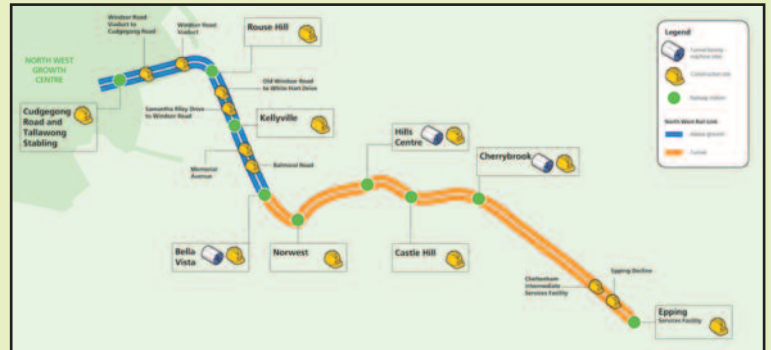 Windsor Road
Viaduct to
Cudgegong Road
Windsor Road
Viaduct
Rouse Hill
NORTH WEST
GROWTH
CENTRE
Old Windsor Road
to White Hart Drive
Cudgegong
Road and
Tallawong
Stabling
Samantha Riley Drive
to Windsor Road
Kellyville
Memorial
Avenue
Balmoral Road
Hills
Centre
Cherrybrook
Bella
Vista
Norwest
Castle Hill
Cheltenham
Intermediate
Services Facility
Epping Decline
Epping
Services Facility
Legend
Tunnel boring
machine sites
Construction site
Railway station
North West Rail Link
Above ground
Tunnel